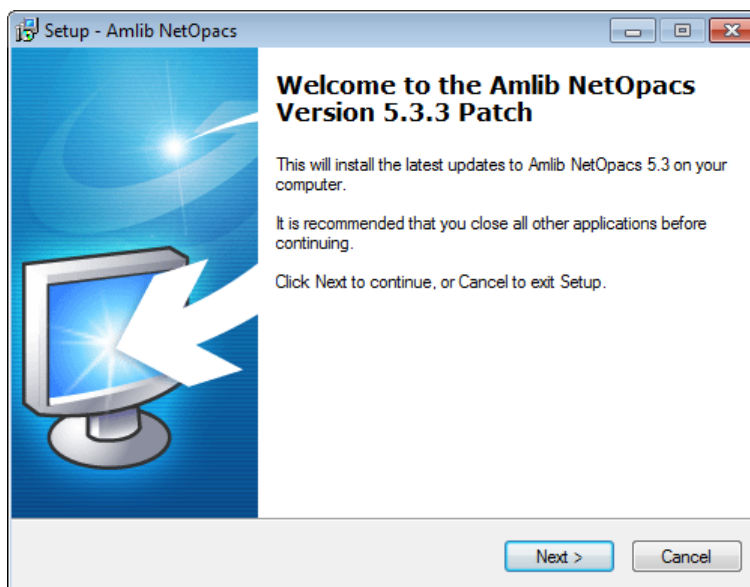 Setup - Amlib NetOpacs
Welcome to the Amlib NetOpacs
Version 5.3.3 Patch
This will install the latest updates to Amlib NetOpacs 5.3 on your
computer.
It is recommended that you close all other applications before
continuing.
Click Next to continue, or Cancel to exit Setup.
Next >
Cancel